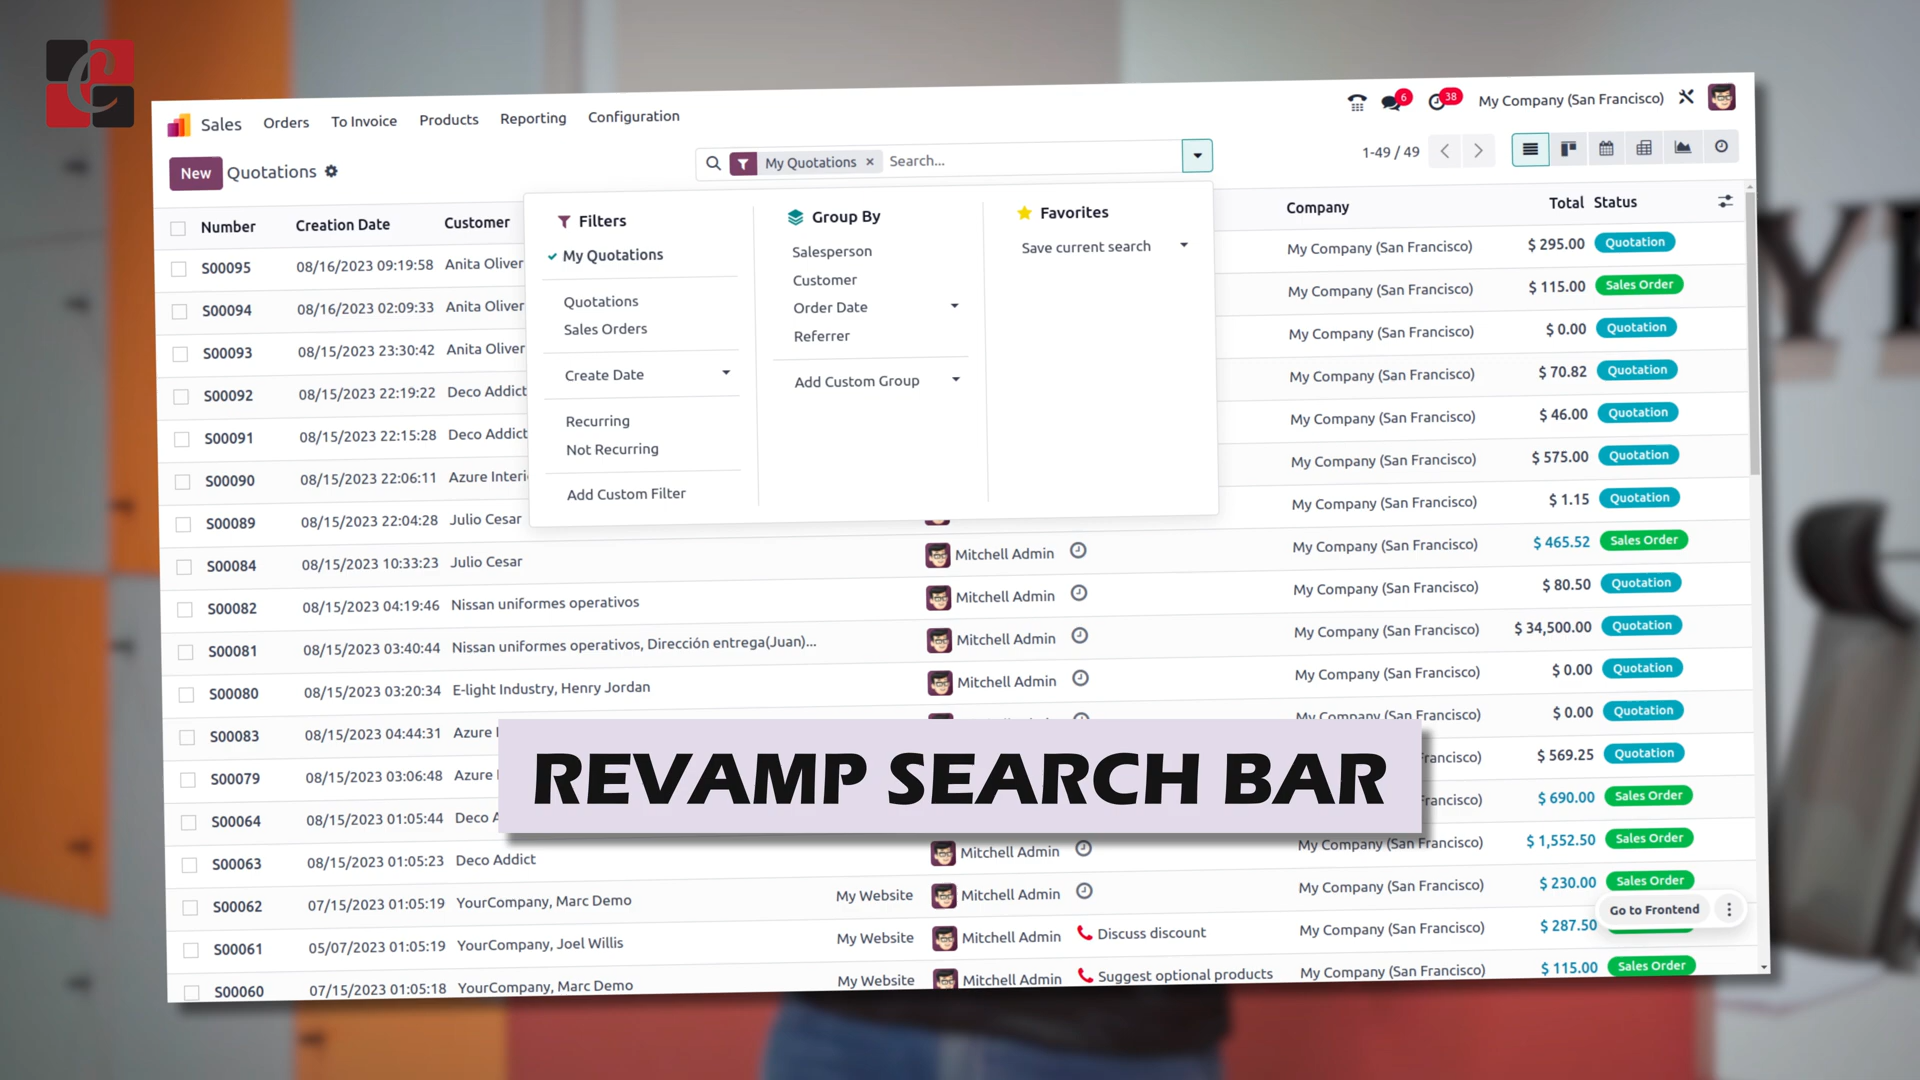 Sales Orders To Invoice Products Reporting Configuration 6 38 My Company (San Francisco)
New Quotations My Quotations × Search... 1-49 / 49
Number Creation Date Customer Company Total Status
Filters
My Quotations
Quotations
Sales Orders
Create Date
Recurring
Not Recurring
Add Custom Filter
Group By
Salesperson
Customer
Order Date
Referrer
Add Custom Group
Favorites
Save current search
S00095 08/16/2023 09:19:58 Anita Oliver My Company (San Francisco) $ 295.00 Quotation
S00094 08/16/2023 02:09:33 Anita Oliver My Company (San Francisco) $ 115.00 Sales Order
S00093 08/15/2023 23:30:42 Anita Oliver My Company (San Francisco) $ 0.00 Quotation
S00092 08/15/2023 22:19:22 Deco Addict My Company (San Francisco) $ 70.82 Quotation
S00091 08/15/2023 22:15:28 Deco Addict My Company (San Francisco) $ 46.00 Quotation
S00090 08/15/2023 22:06:11 Azure Interi My Company (San Francisco) $ 575.00 Quotation
S00089 08/15/2023 22:04:28 Julio Cesar My Company (San Francisco) $ 1.15 Quotation
S00084 08/15/2023 10:33:23 Julio Cesar Mitchell Admin My Company (San Francisco) $ 465.52 Sales Order
S00082 08/15/2023 04:19:46 Nissan uniformes operativos Mitchell Admin My Company (San Francisco) $ 80.50 Quotation
S00081 08/15/2023 03:40:44 Nissan uniformes operativos, Dirección entrega(Juan)... Mitchell Admin My Company (San Francisco) $ 34,500.00 Quotation
S00080 08/15/2023 03:20:34 E-light Industry, Henry Jordan Mitchell Admin My Company (San Francisco) $ 0.00 Quotation
S00083 08/15/2023 04:44:31 Azure My Company (San Francisco) $ 0.00 Quotation
S00079 08/15/2023 03:06:48 Azure ancisco) $ 569.25 Quotation
REVAMP SEARCH BAR
S00064 08/15/2023 01:05:44 Deco A francisco) $ 690.00 Sales Order
S00063 08/15/2023 01:05:23 Deco Addict Mitchell Admin My Company (San Francisco) $ 1,552.50 Sales Order
S00062 07/15/2023 01:05:19 YourCompany, Marc Demo My Website Mitchell Admin My Company (San Francisco) $ 230.00 Sales Order
Go to Frontend
S00061 05/07/2023 01:05:19 YourCompany, Joel Willis My Website Mitchell Admin Discuss discount My Company (San Francisco) $ 287.50
S00060 07/15/2023 01:05:18 YourCompany, Marc Demo My Website Mitchell Admin Suggest optional products My Company (San Francisco) $ 115.00 Sales Order